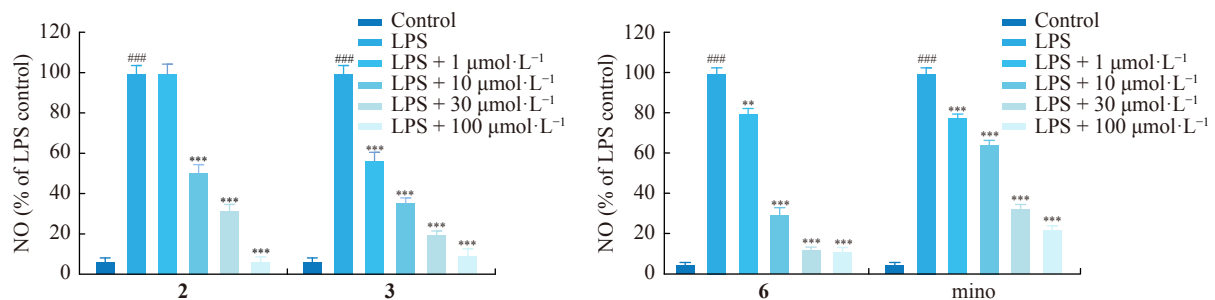 NO (% of LPS control)
120
100
80
60
40
20
0
###
***
***
***
###
***
***
***
***
2
3
Control
LPS
LPS + 1 μmol·L⁻¹
LPS + 10 μmol·L⁻¹
LPS + 30 μmol·L⁻¹
LPS + 100 μmol·L⁻¹
NO (% of LPS control)
120
100
80
60
40
20
0
###
**
***
***
***
###
***
***
***
***
6
mino
Control
LPS
LPS + 1 μmol·L⁻¹
LPS + 10 μmol·L⁻¹
LPS + 30 μmol·L⁻¹
LPS + 100 μmol·L⁻¹